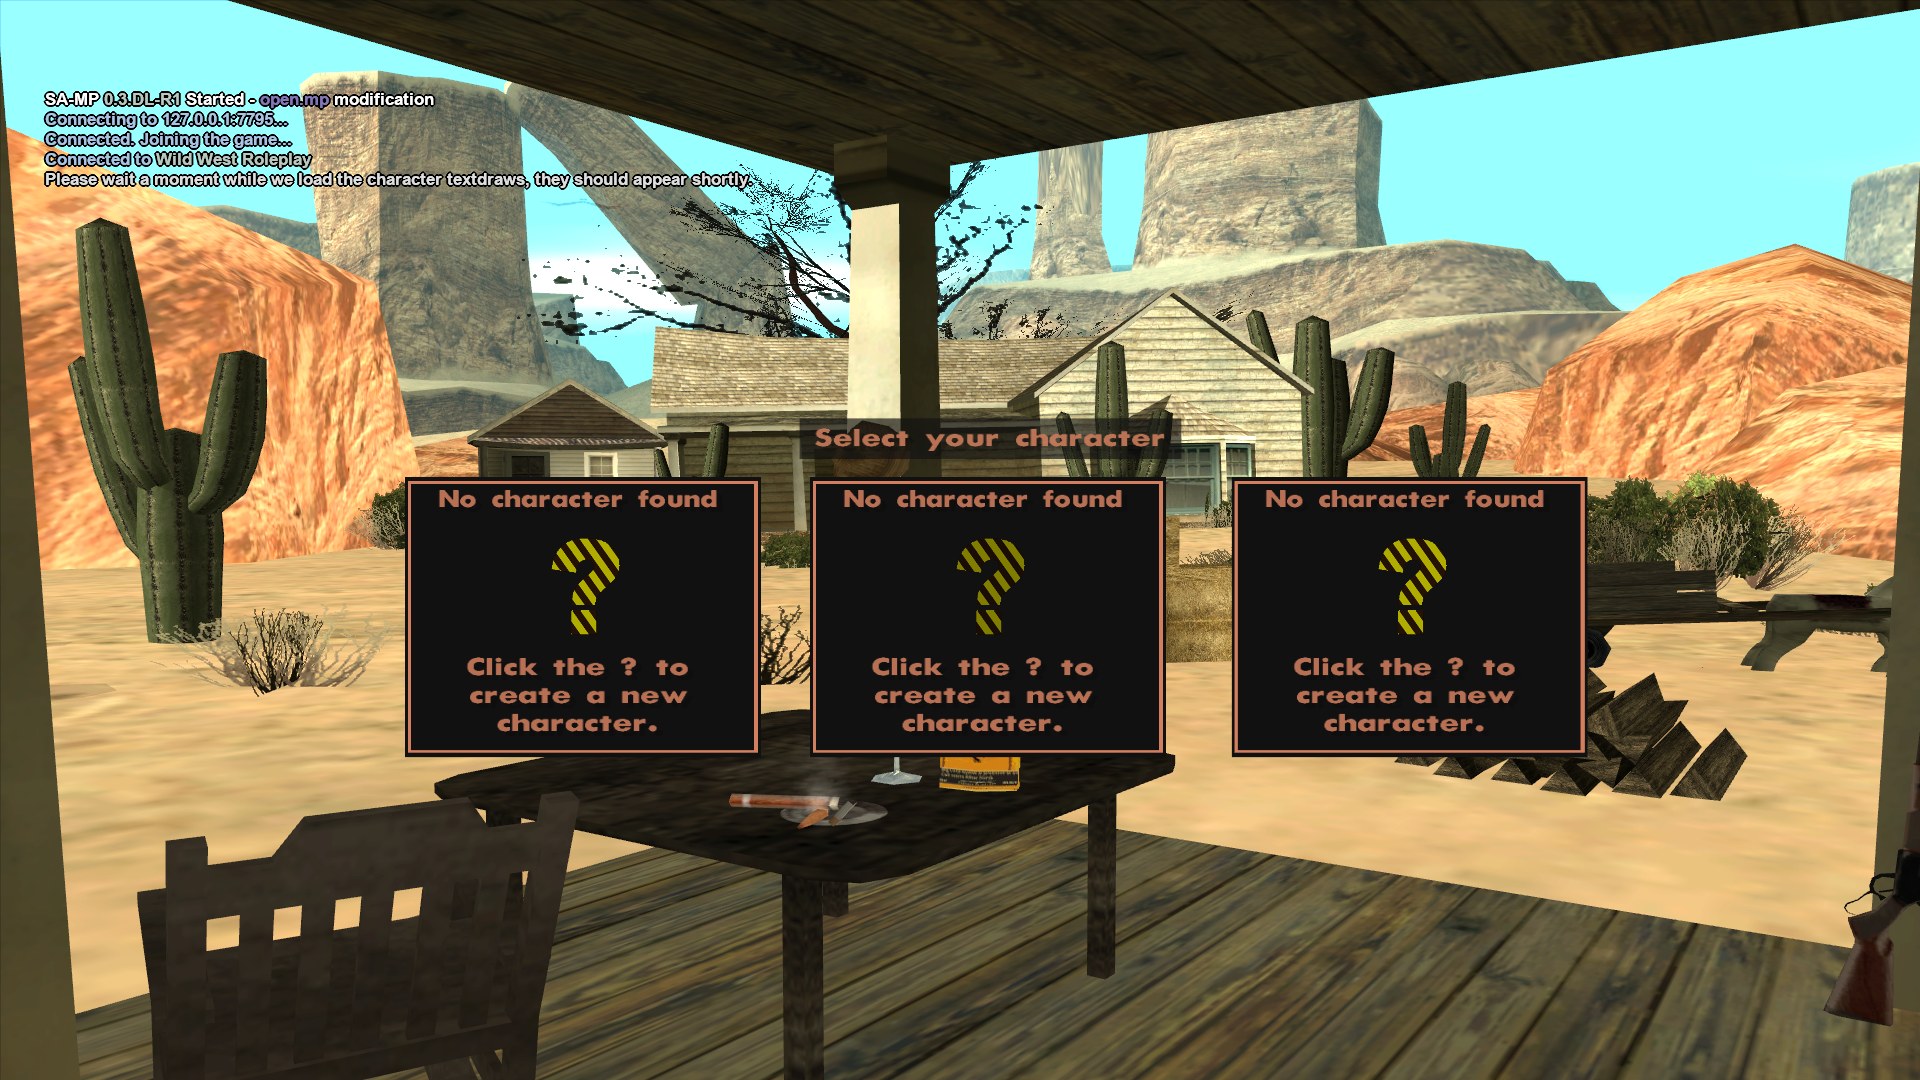 SA-MP 0.3.DL-R1 Started - open.mp modification
Connecting to 127.0.0.1:7795...
Connected. Joining the game...
Connected to Wild West Roleplay
Please wait a moment while we load the character textdraws, they should appear shortly.
Select your character
No character found
?
Click the ? to
create a new
character.
No character found
?
Click the ? to
create a new
character.
No character found
?
Click the ? to
create a new
character.